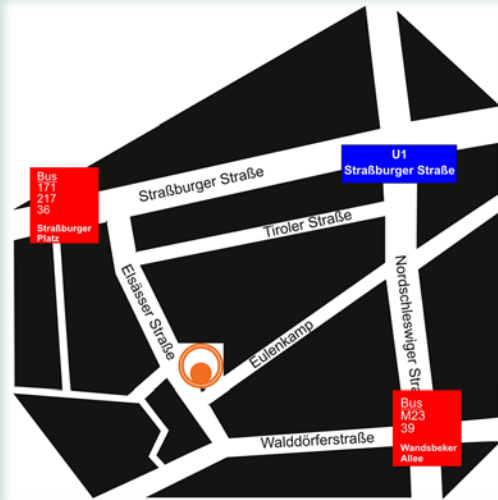 U1
Straßburger Straße
Bus
171
217
36
Straßburger
Platz
Straßburger Straße
Tiroler Straße
Elsässer Straße
Nordschleswiger Straß
Eulenkamp
Bus
M23
39
Wandsbeker
Allee
Walddörferstraße